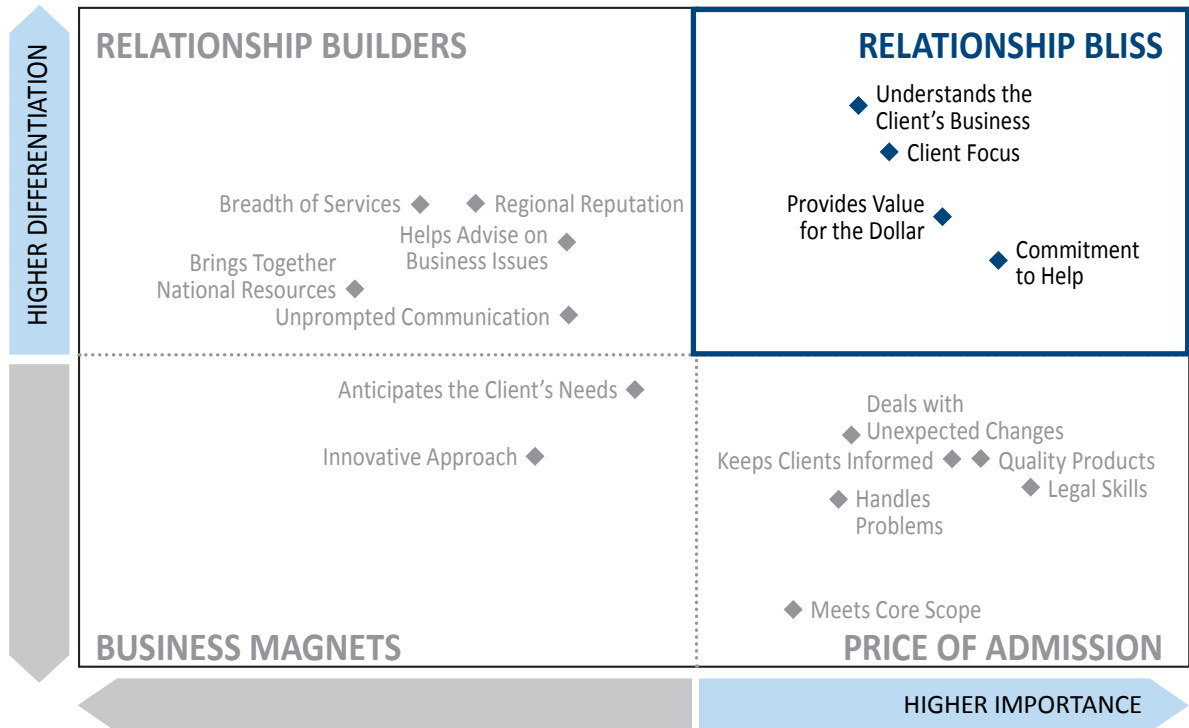 HIGHER DIFFERENTIATION
RELATIONSHIP BUILDERS
RELATIONSHIP BLISS
Understands the
Client’s Business
Client Focus
Breadth of Services
Regional Reputation
Provides Value
for the Dollar
Helps Advise on
Business Issues
Commitment
to Help
Brings Together
National Resources
Unprompted Communication
Anticipates the Client’s Needs
Innovative Approach
Deals with
Unexpected Changes
Keeps Clients Informed
Quality Products
Legal Skills
Handles
Problems
Meets Core Scope
BUSINESS MAGNETS
PRICE OF ADMISSION
HIGHER IMPORTANCE